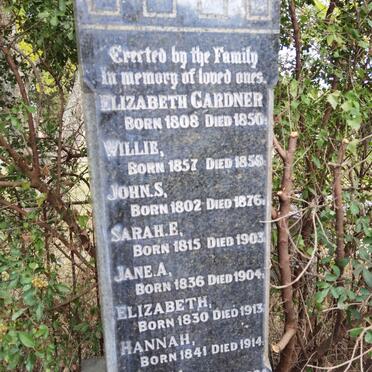 Erected by the Family
in memory of loved ones.
ELIZABETH GARDNER
BORN 1808 DIED 1850.
WILLIE,
BORN 1857 DIED 1858.
JOHN.S,
BORN 1802 DIED 1876.
SARAH.E,
BORN 1815 DIED 1903.
JANE.A,
BORN 1836 DIED 1904.
ELIZABETH,
BORN 1830 DIED 1913.
HANNAH,
BORN 1841 DIED 1914.